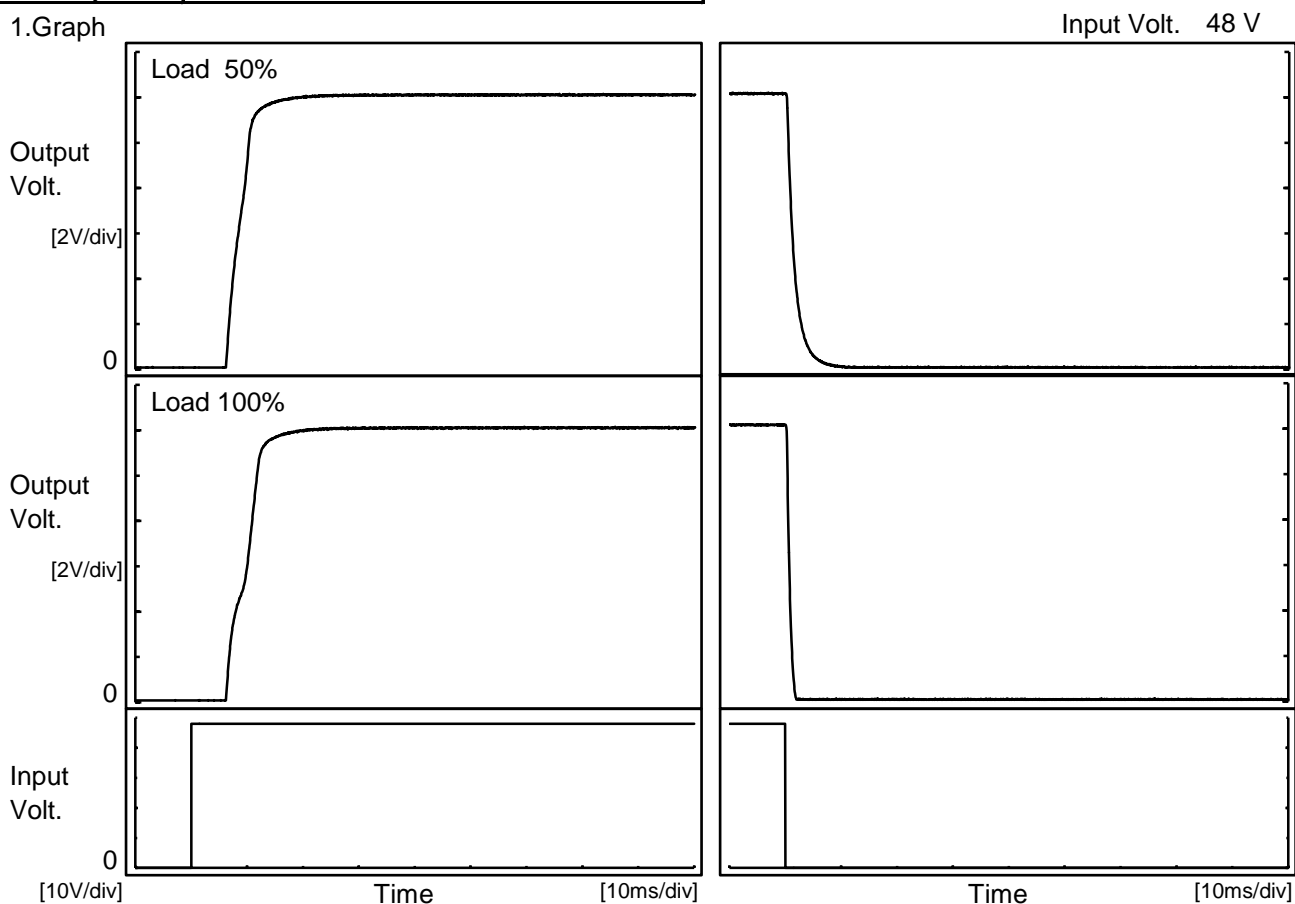 1.Graph
Input Volt. 48 V
Load 50%
Output
Volt.
[2V/div]
0
Load 100%
Output
Volt.
[2V/div]
0
Input
Volt.
0
[10V/div]
Time
[10ms/div]
Time
[10ms/div]